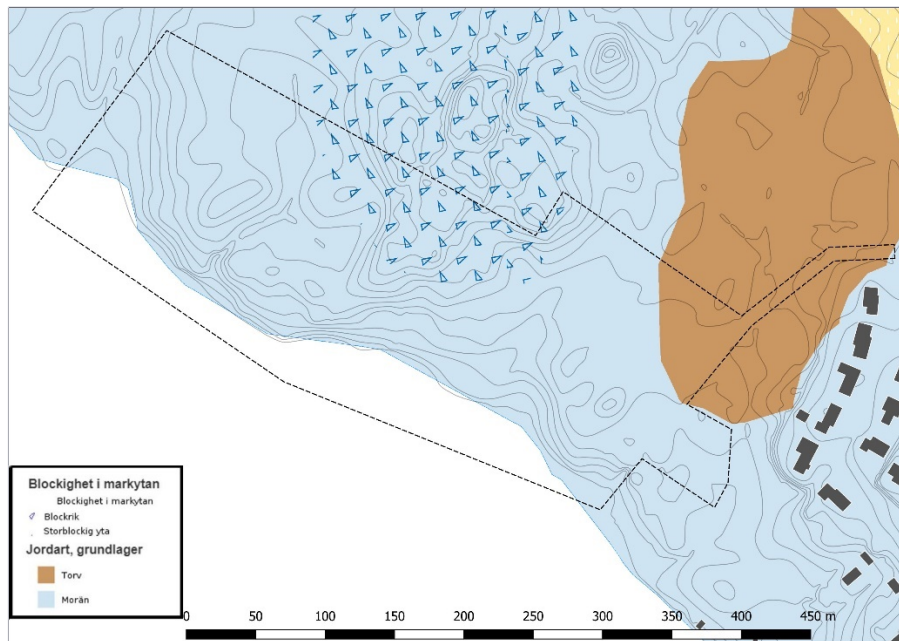 Blockighet i markytan
Blockighet i markytan
Blockrik
Storblockig yta
Jordart, grundlager
Torv
Morän
0 50 100 150 200 250 300 350 400 450 m